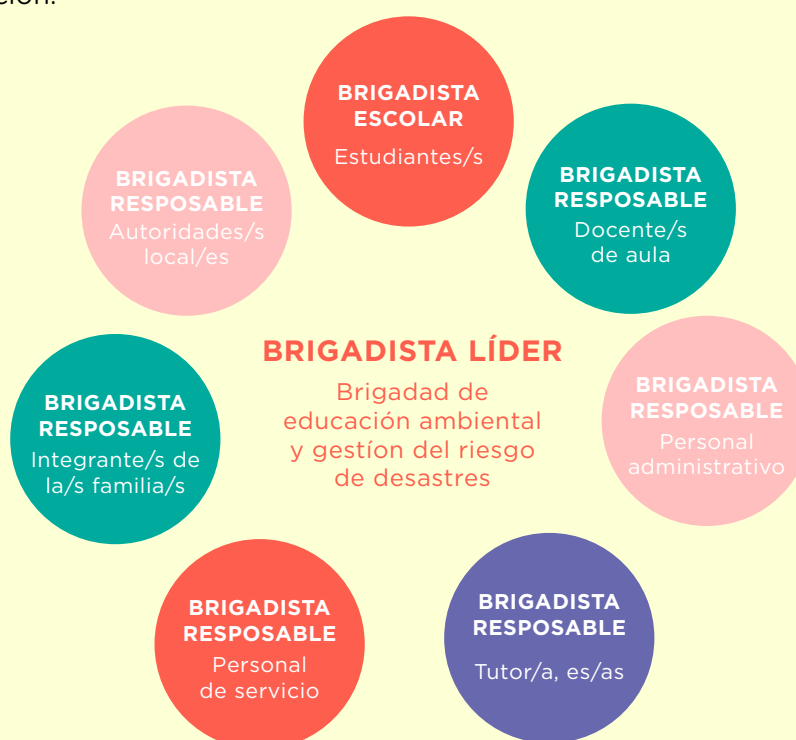 BRIGADISTA
ESCOLAR
Estudiantes/s
BRIGADISTA
RESPOSABLE
Autoridades/s
local/es
BRIGADISTA
RESPOSABLE
Docente/s
de aula
BRIGADISTA LÍDER
Brigadad de
educación ambiental
y gestíon del riesgo
de desastres
BRIGADISTA
RESPOSABLE
Personal
administrativo
BRIGADISTA
RESPOSABLE
Integrante/s de
la/s familia/s
BRIGADISTA
RESPOSABLE
Personal
de servicio
BRIGADISTA
RESPOSABLE
Tutor/a, es/as